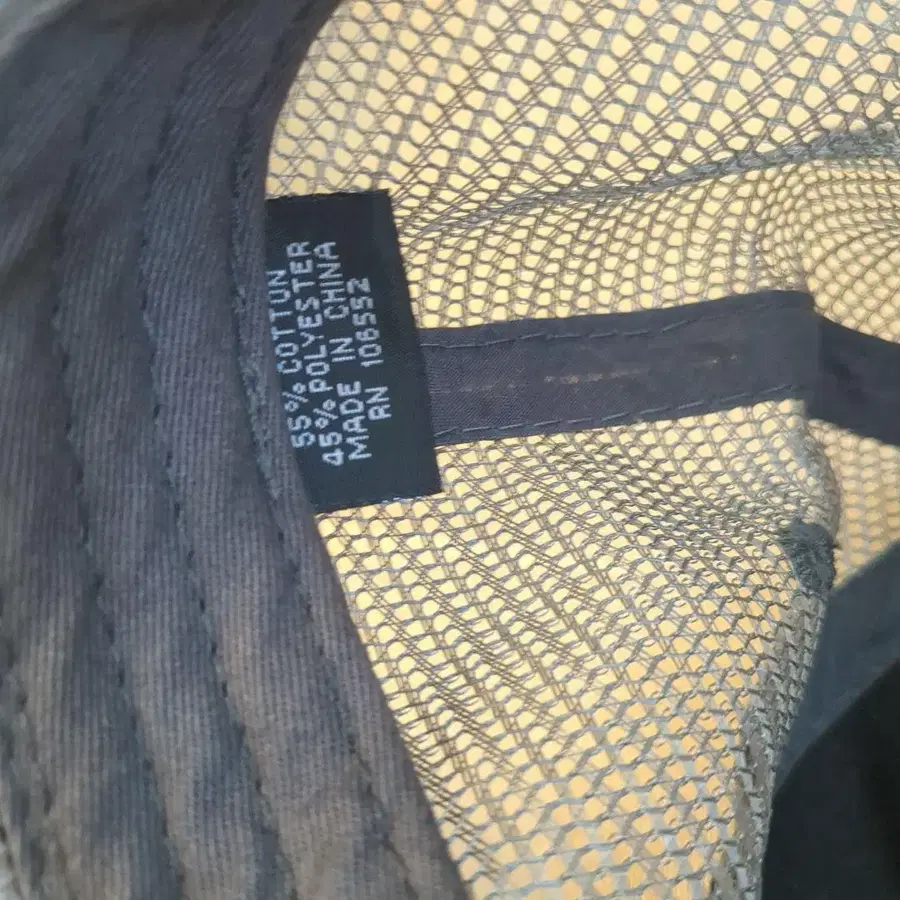 55% COTTON
45% POLYESTER
MADE IN CHINA
RN 106552